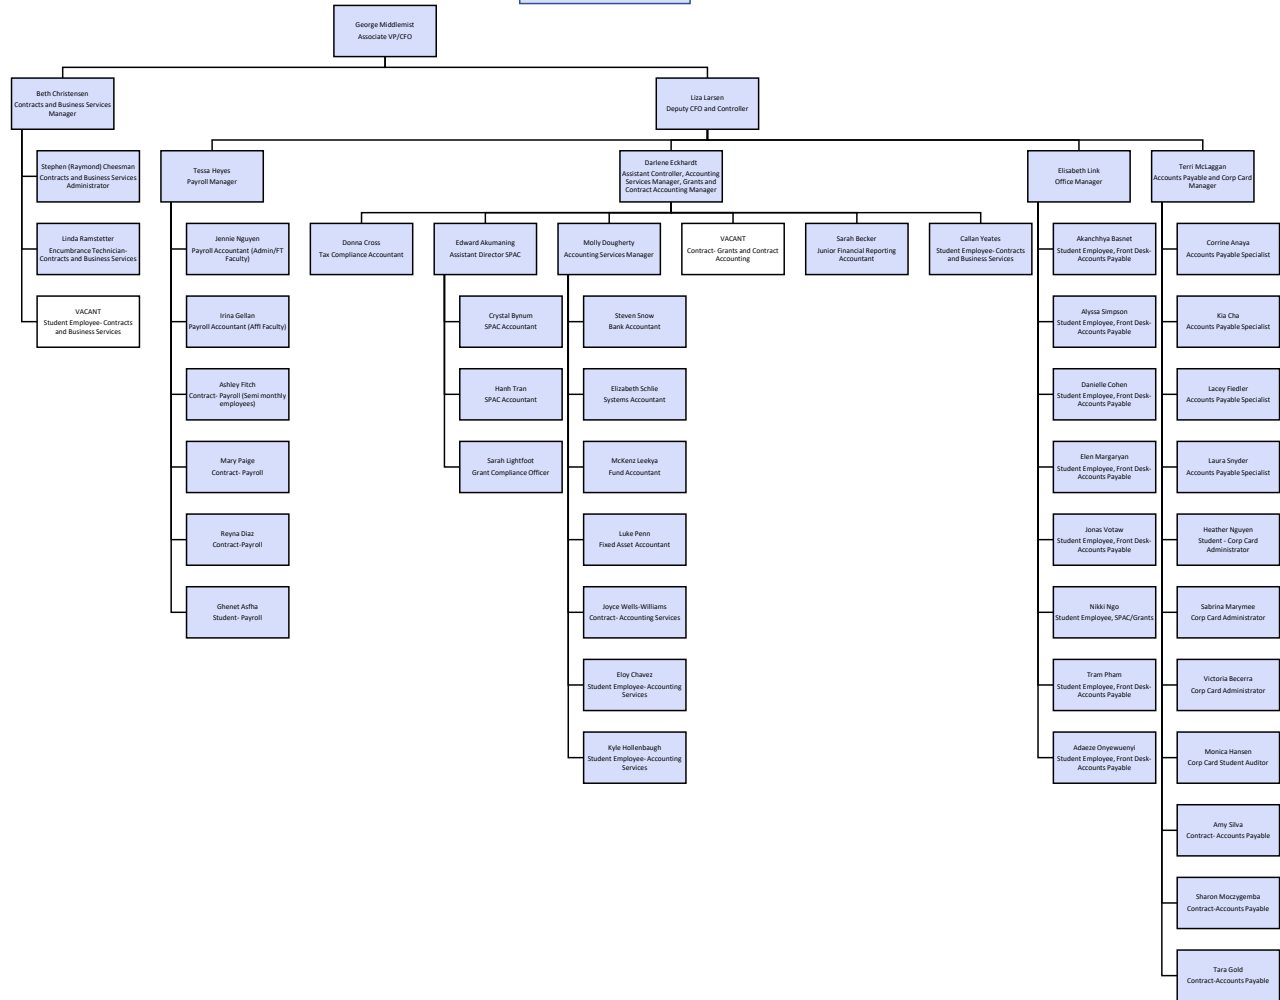 George Middlemist
Associate VP/CFO
Beth Christensen
Contracts and Business Services
Manager
Liza Larsen
Deputy CFO and Controller
Stephen (Raymond) Cheesman
Contracts and Business Services
Administrator
Tessa Heyes
Payroll Manager
Darlene Eckhardt
Assistant Controller, Accounting
Services Manager, Grants and
Contract Accounting Manager
Elisabeth Link
Office Manager
Terri McLaggan
Accounts Payable and Corp Card
Manager
Linda Ramstetter
Encumbrance Technician-
Contracts and Business Services
Jennie Nguyen
Payroll Accountant (Admin/FT
Faculty)
Donna Cross
Tax Compliance Accountant
Edward Akumaning
Assistant Director SPAC
Molly Dougherty
Accounting Services Manager
VACANT
Contract- Grants and Contract
Accounting
Sarah Becker
Junior Financial Reporting
Accountant
Callan Yeates
Student Employee-Contracts
and Business Services
Akanchhya Basnet
Student Employee, Front Desk-
Accounts Payable
Corrine Anaya
Accounts Payable Specialist
VACANT
Student Employee- Contracts
and Business Services
Irina Gellan
Payroll Accountant (Affl Faculty)
Crystal Bynum
SPAC Accountant
Steven Snow
Bank Accountant
Alyssa Simpson
Student Employee, Front Desk-
Accounts Payable
Kia Cha
Accounts Payable Specialist
Ashley Fitch
Contract- Payroll (Semi monthly
employees)
Hanh Tran
SPAC Accountant
Elizabeth Schlie
Systems Accountant
Danielle Cohen
Student Employee, Front Desk-
Accounts Payable
Lacey Fiedler
Accounts Payable Specialist
Mary Paige
Contract- Payroll
Sarah Lightfoot
Grant Compliance Officer
McKenz Leekya
Fund Accountant
Elen Margaryan
Student Employee, Front Desk-
Accounts Payable
Laura Snyder
Accounts Payable Specialist
Reyna Diaz
Contract-Payroll
Luke Penn
Fixed Asset Accountant
Jonas Votaw
Student Employee, Front Desk-
Accounts Payable
Heather Nguyen
Student - Corp Card
Administrator
Ghenet Asfha
Student- Payroll
Joyce Wells-Williams
Contract- Accounting Services
Nikki Ngo
Student Employee, SPAC/Grants
Sabrina Marymee
Corp Card Administrator
Eloy Chavez
Student Employee- Accounting
Services
Tram Pham
Student Employee, Front Desk-
Accounts Payable
Victoria Becerra
Corp Card Administrator
Kyle Hollenbaugh
Student Employee- Accounting
Services
Adaeze Onyewuenyi
Student Employee, Front Desk-
Accounts Payable
Monica Hansen
Corp Card Student Auditor
Amy Silva
Contract- Accounts Payable
Sharon Moczygemba
Contract-Accounts Payable
Tara Gold
Contract-Accounts Payable